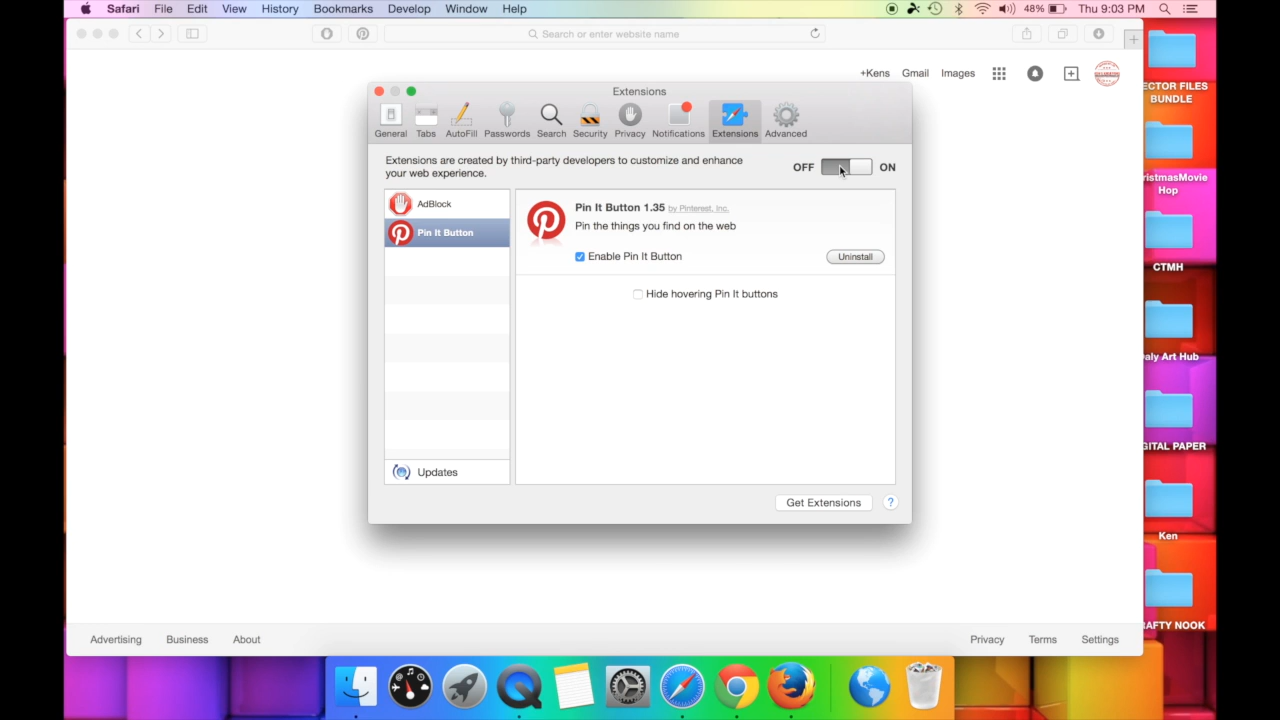 Safari File Edit View History Bookmarks Develop Window Help 48% Thu 9:03 PM
Search or enter website name
+Kens Gmail Images
Extensions
General Tabs AutoFill Passwords Search Security Privacy Notifications Extensions Advanced
Extensions are created by third-party developers to customize and enhance
your web experience.
OFF ON
AdBlock
Pin It Button
Updates
Pin It Button 1.35 by Pinterest, Inc.
Pin the things you find on the web
Enable Pin It Button
Uninstall
Hide hovering Pin It buttons
Get Extensions ?
Advertising Business About
Privacy Terms Settings
ECTOR FILES
BUNDLE
ristmasMovie
Hop
CTMH
aly Art Hub
GITAL PAPER
Ken
RAFTY NOOK